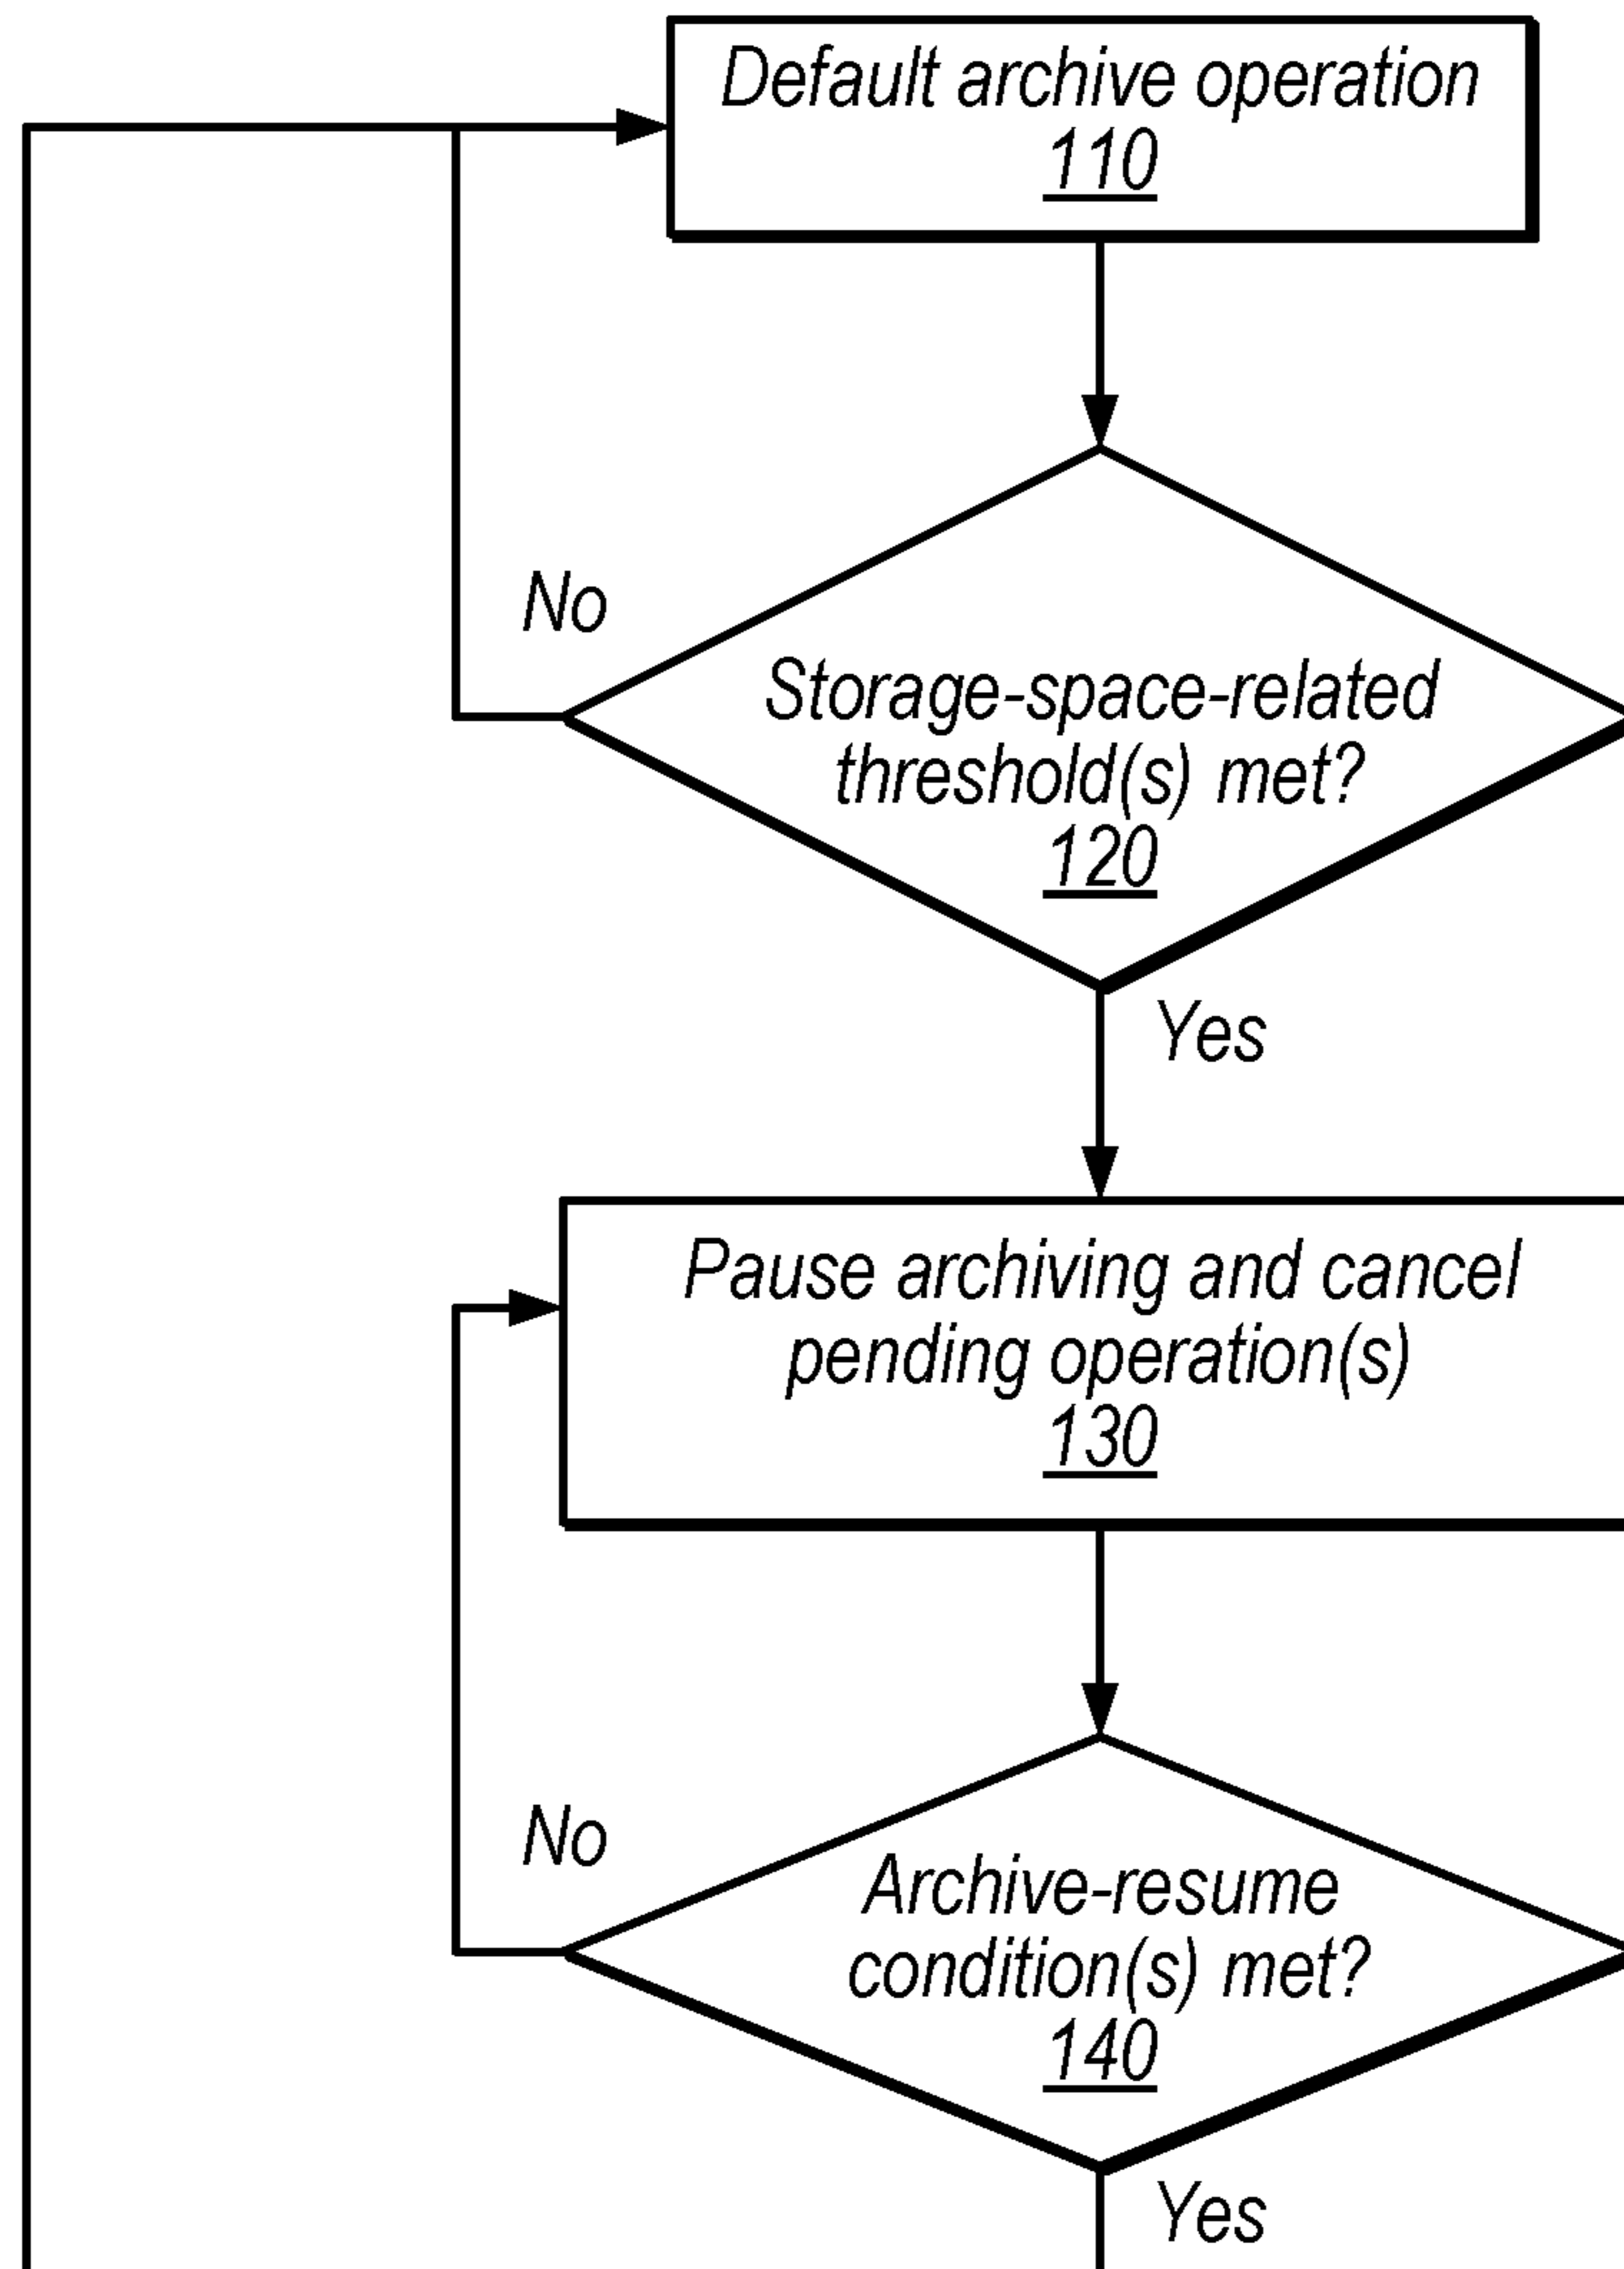 Default archive operation
110
No
Storage-space-related
threshold(s) met?
120
Yes
Pause archiving and cancel
pending operation(s)
130
No
Archive-resume
condition(s) met?
140
Yes